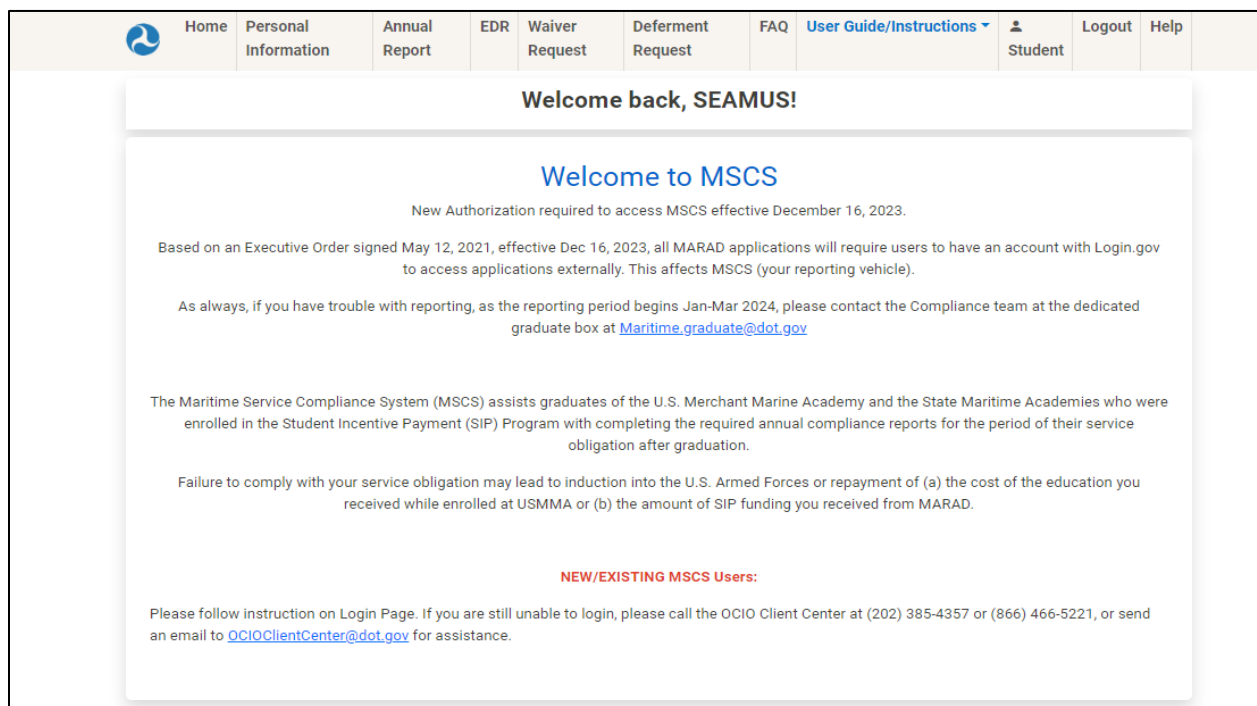 Home Personal Information Annual Report EDR Waiver Request Deferment Request FAQ User Guide/Instructions Student Logout Help
Welcome back, SEAMUS!
Welcome to MSCS
New Authorization required to access MSCS effective December 16, 2023.
Based on an Executive Order signed May 12, 2021, effective Dec 16, 2023, all MARAD applications will require users to have an account with Login.gov
to access applications externally. This affects MSCS (your reporting vehicle).
As always, if you have trouble with reporting, as the reporting period begins Jan-Mar 2024, please contact the Compliance team at the dedicated
graduate box at Maritime.graduate@dot.gov
The Maritime Service Compliance System (MSCS) assists graduates of the U.S. Merchant Marine Academy and the State Maritime Academies who were
enrolled in the Student Incentive Payment (SIP) Program with completing the required annual compliance reports for the period of their service
obligation after graduation.
Failure to comply with your service obligation may lead to induction into the U.S. Armed Forces or repayment of (a) the cost of the education you
received while enrolled at USMMA or (b) the amount of SIP funding you received from MARAD.
NEW/EXISTING MSCS Users:
Please follow instruction on Login Page. If you are still unable to login, please call the OCIO Client Center at (202) 385-4357 or (866) 466-5221, or send
an email to OCIOClientCenter@dot.gov for assistance.